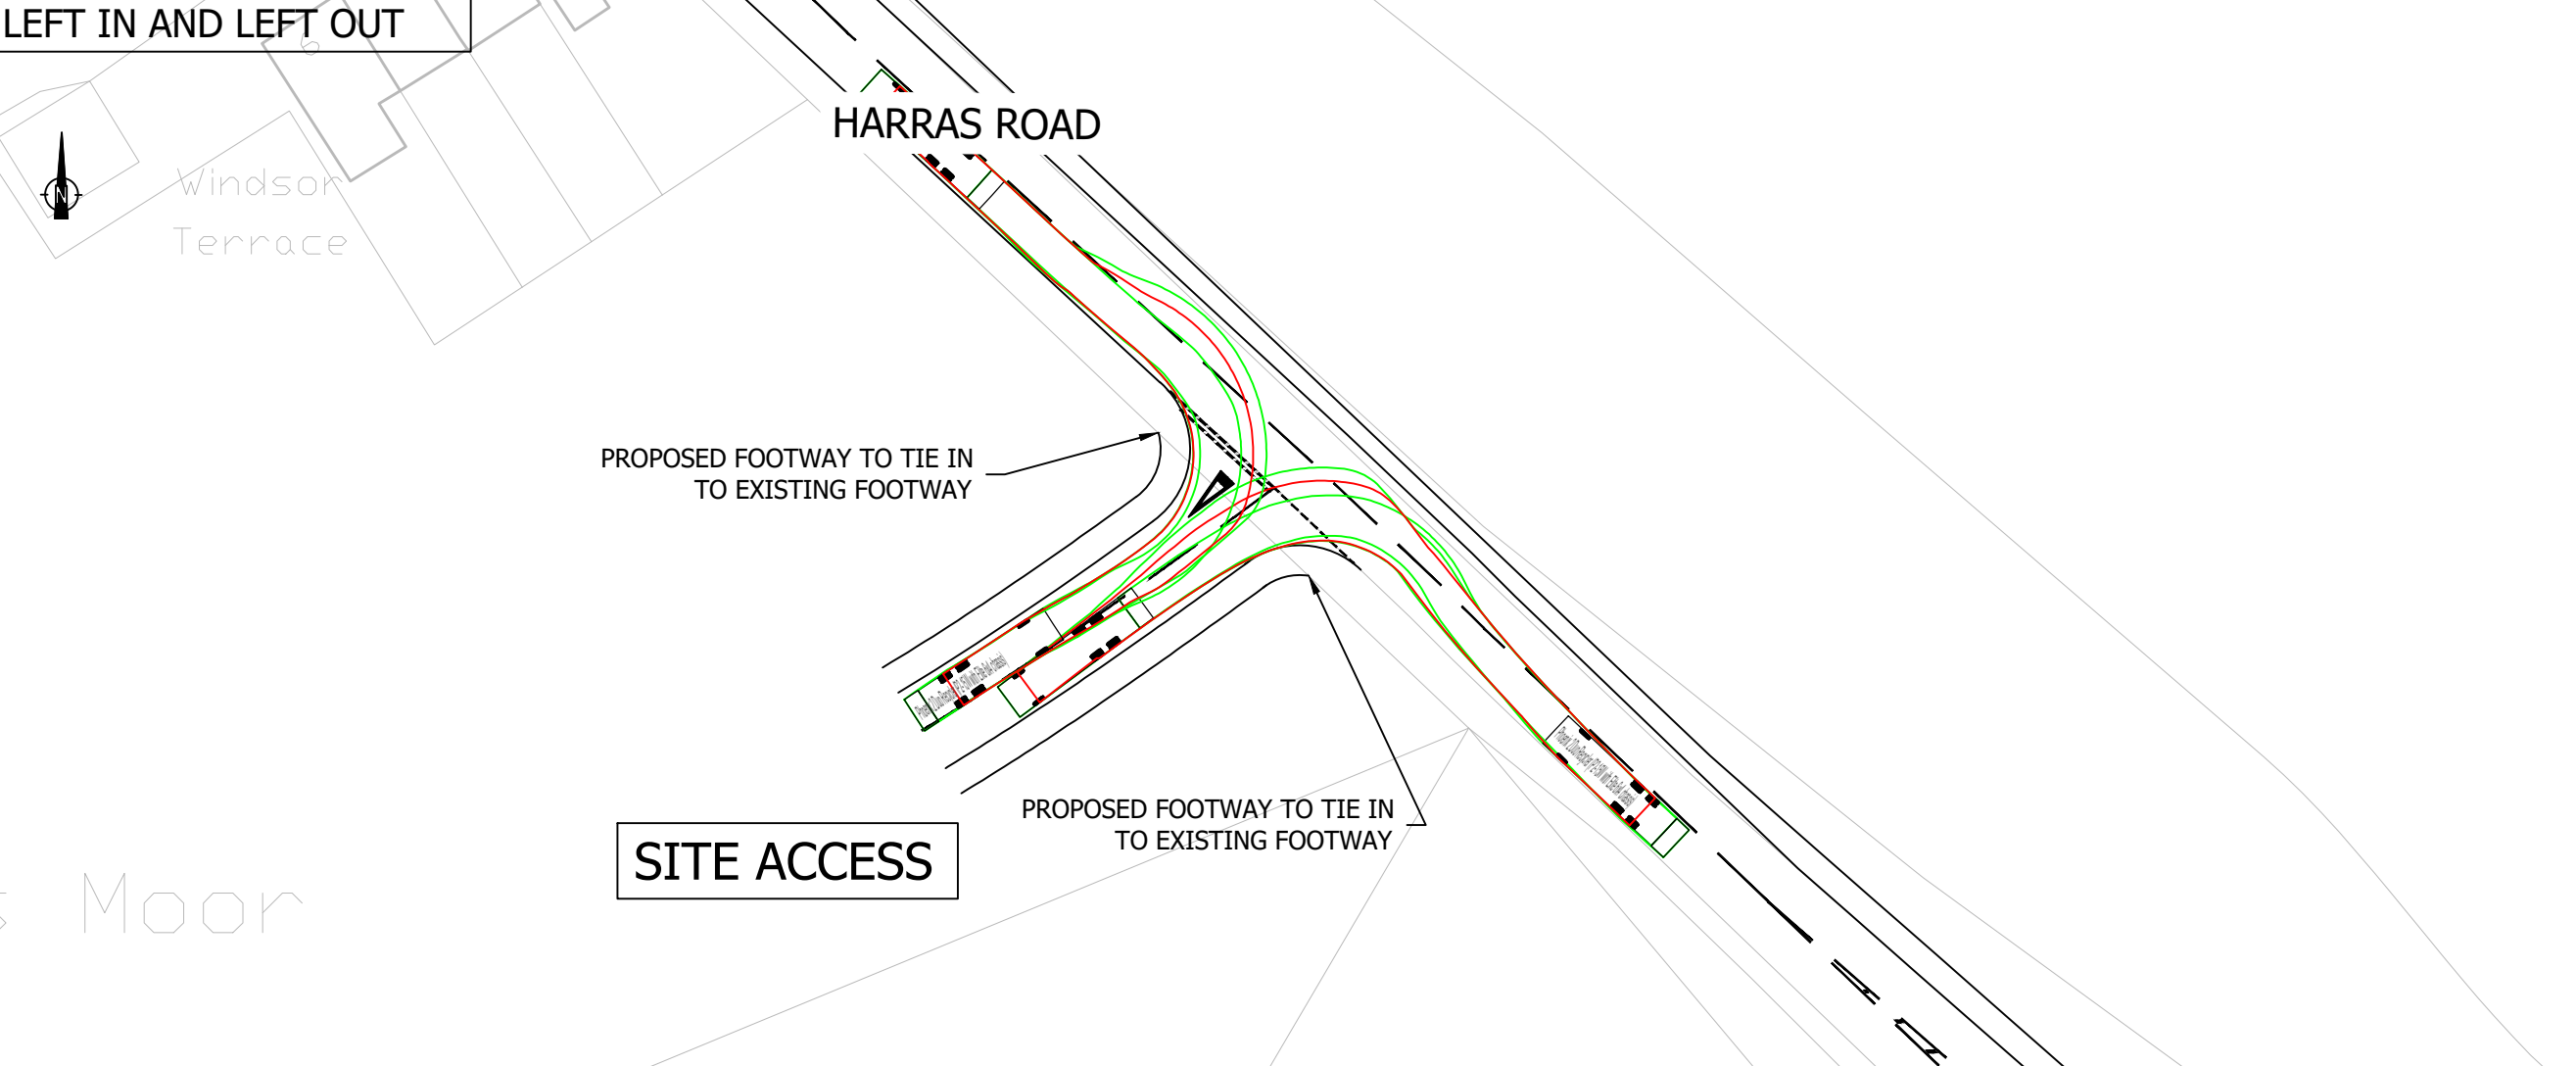 LEFT IN AND LEFT OUT
6
HARRAS ROAD
N
Windsor
Terrace
PROPOSED FOOTWAY TO TIE IN
TO EXISTING FOOTWAY
PROPOSED FOOTWAY TO TIE IN
TO EXISTING FOOTWAY
SITE ACCESS
s Moor